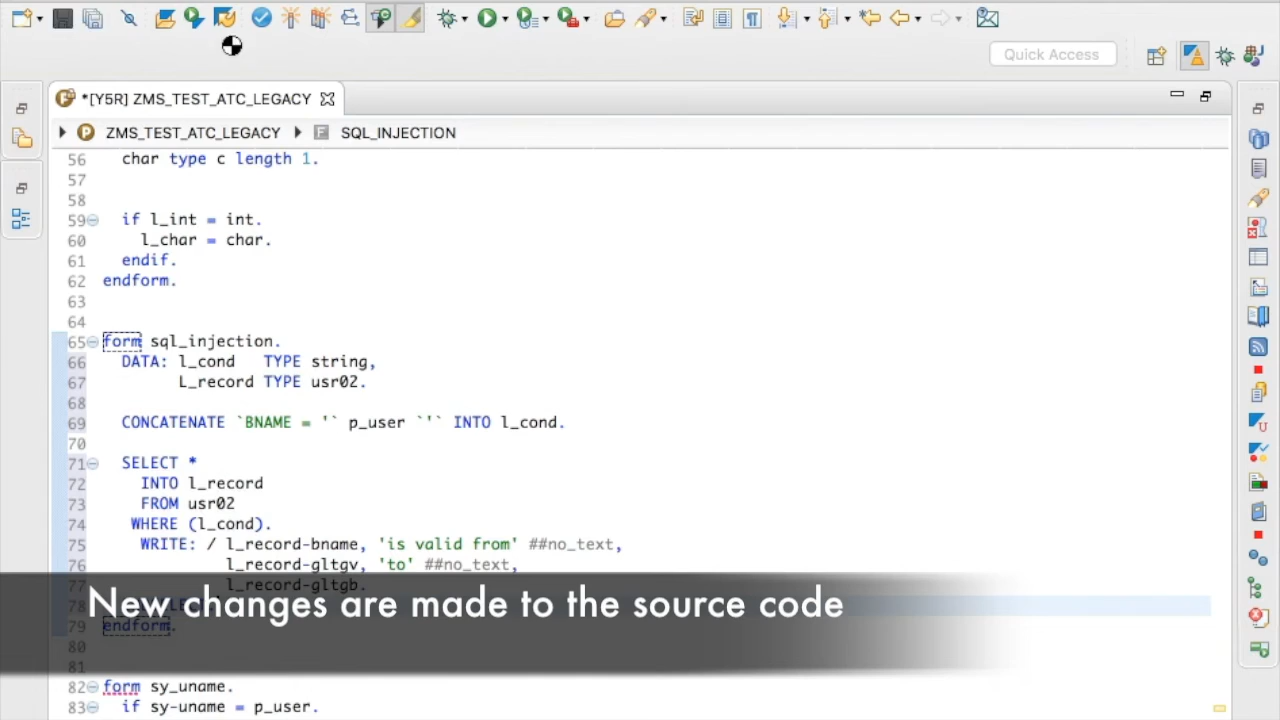 Quick Access
*[Y5R] ZMS_TEST_ATC_LEGACY
ZMS_TEST_ATC_LEGACY SQL_INJECTION
56 char type c length 1.
57
58
59 if l_int = int.
60 l_char = char.
61 endif.
62 endform.
63
64
65 form sql_injection.
66 DATA: l_cond TYPE string,
67 L_record TYPE usr02.
68
69 CONCATENATE `BNAME = '` p_user `'` INTO l_cond.
70
71 SELECT *
72 INTO l_record
73 FROM usr02
74 WHERE (l_cond).
75 WRITE: / l_record-bname, 'is valid from' ##no_text,
76 l_record-gltgv, 'to' ##no_text,
77 l_record-gltgb.
78
New changes are made to the source code
79 endform.
80
81
82 form sy_uname.
83 if sy-uname = p_user.